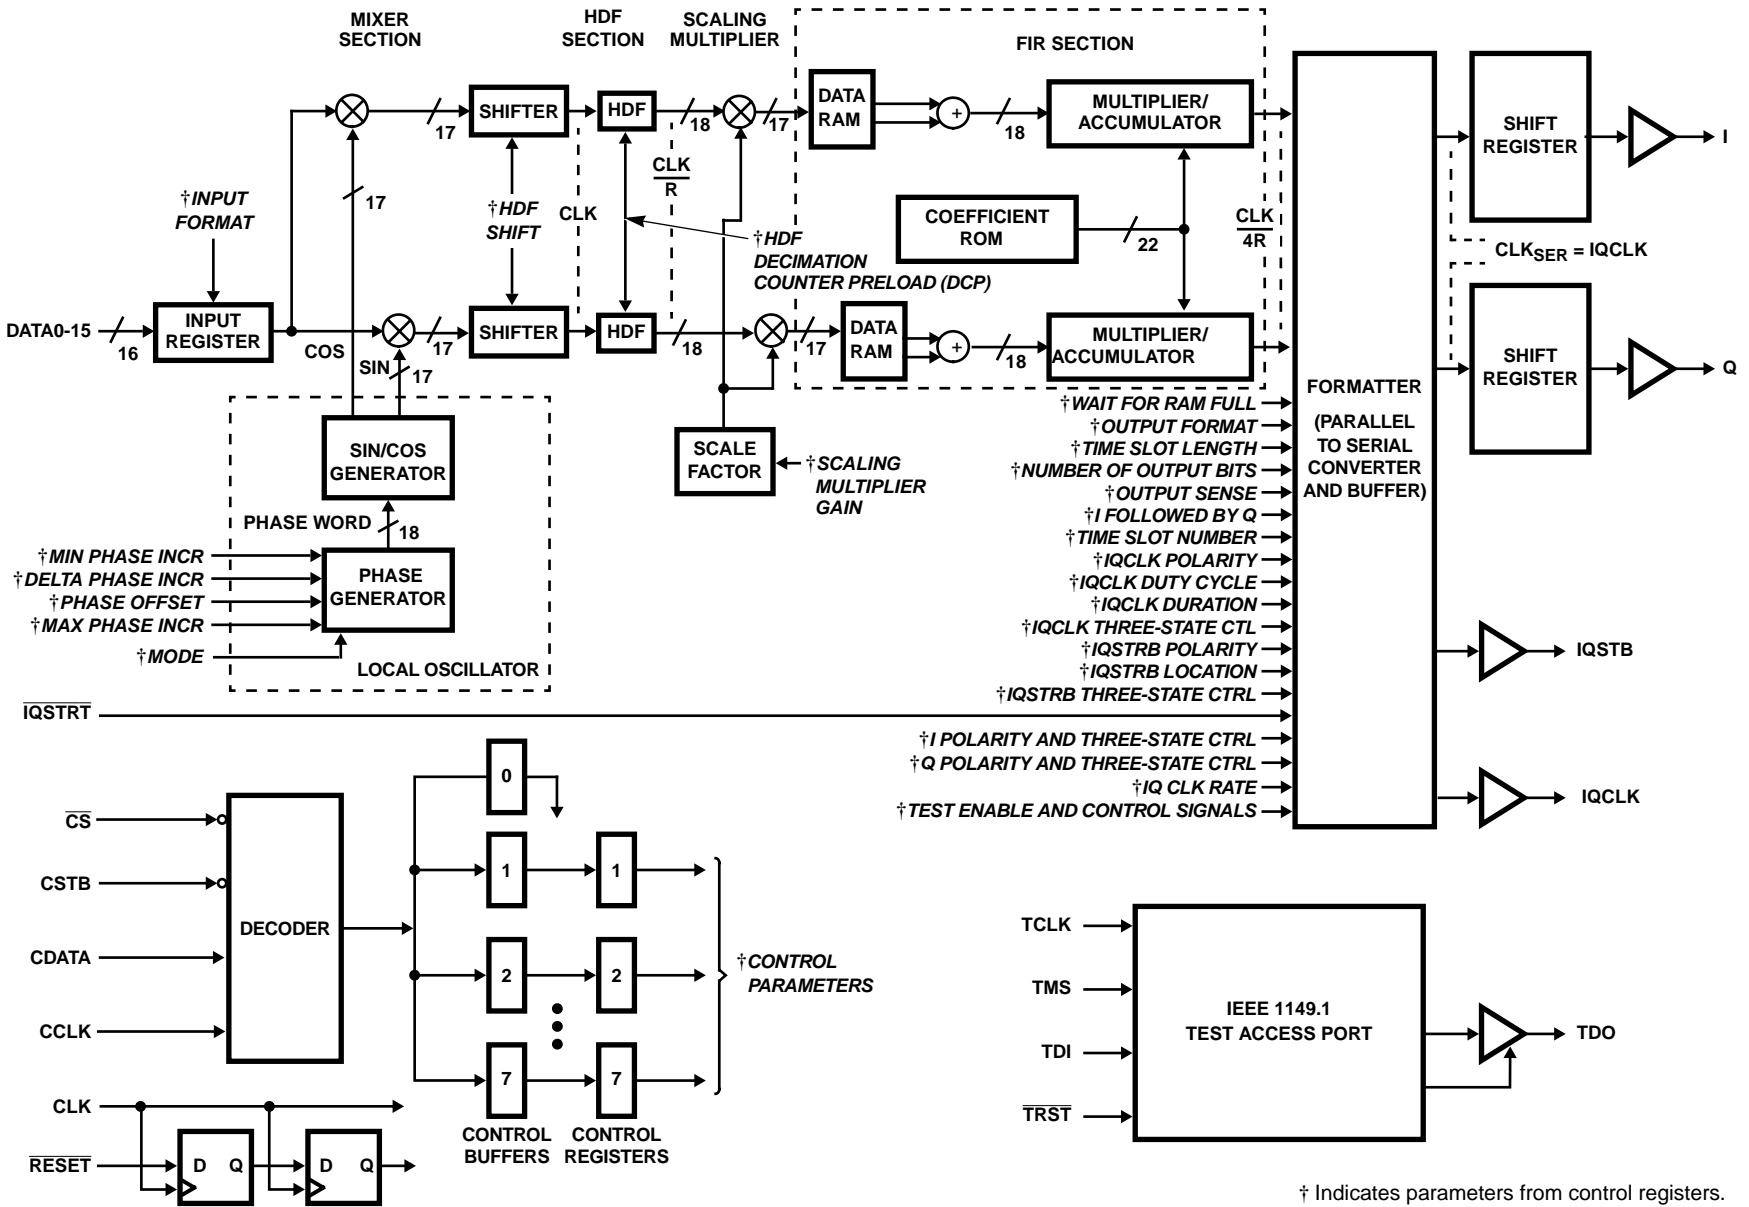 MIXER
SECTION
HDF
SECTION
SCALING
MULTIPLIER
FIR SECTION
SHIFTER
HDF
DATA
RAM
+
MULTIPLIER/
ACCUMULATOR
SHIFT
REGISTER
I
17
18
17
18
CLK
R
17
†INPUT
FORMAT
†HDF
SHIFT
CLK
COEFFICIENT
ROM
22
CLK
4R
†HDF
DECIMATION
COUNTER PRELOAD (DCP)
CLKSER = IQCLK
DATA0-15
16
INPUT
REGISTER
COS
SIN
17
17
SHIFTER
HDF
18
17
DATA
RAM
+
18
MULTIPLIER/
ACCUMULATOR
SHIFT
REGISTER
Q
FORMATTER
(PARALLEL
TO SERIAL
CONVERTER
AND BUFFER)
SIN/COS
GENERATOR
SCALE
FACTOR
†SCALING
MULTIPLIER
GAIN
PHASE WORD
18
PHASE
GENERATOR
†MIN PHASE INCR
†DELTA PHASE INCR
†PHASE OFFSET
†MAX PHASE INCR
†MODE
LOCAL OSCILLATOR
†WAIT FOR RAM FULL
†OUTPUT FORMAT
†TIME SLOT LENGTH
†NUMBER OF OUTPUT BITS
†OUTPUT SENSE
†I FOLLOWED BY Q
†TIME SLOT NUMBER
†IQCLK POLARITY
†IQCLK DUTY CYCLE
†IQCLK DURATION
†IQCLK THREE-STATE CTL
†IQSTRB POLARITY
†IQSTRB LOCATION
†IQSTRB THREE-STATE CTRL
IQSTRT
†I POLARITY AND THREE-STATE CTRL
†Q POLARITY AND THREE-STATE CTRL
†IQ CLK RATE
†TEST ENABLE AND CONTROL SIGNALS
IQSTB
IQCLK
CS
CSTB
CDATA
CCLK
DECODER
0
1
1
2
2
7
7
†CONTROL
PARAMETERS
CONTROL
BUFFERS
CONTROL
REGISTERS
CLK
RESET
D Q
D Q
TCLK
TMS
TDI
TRST
IEEE 1149.1
TEST ACCESS PORT
TDO
† Indicates parameters from control registers.